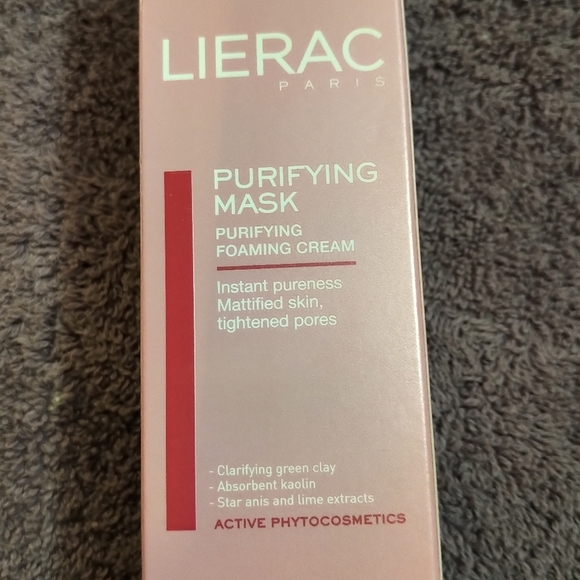 LIERAC
PARIS
PURIFYING
MASK
PURIFYING
FOAMING CREAM
Instant pureness
Mattified skin,
tightened pores
- Clarifying green clay
- Absorbent kaolin
- Star anis and lime extracts
ACTIVE PHYTOCOSMETICS